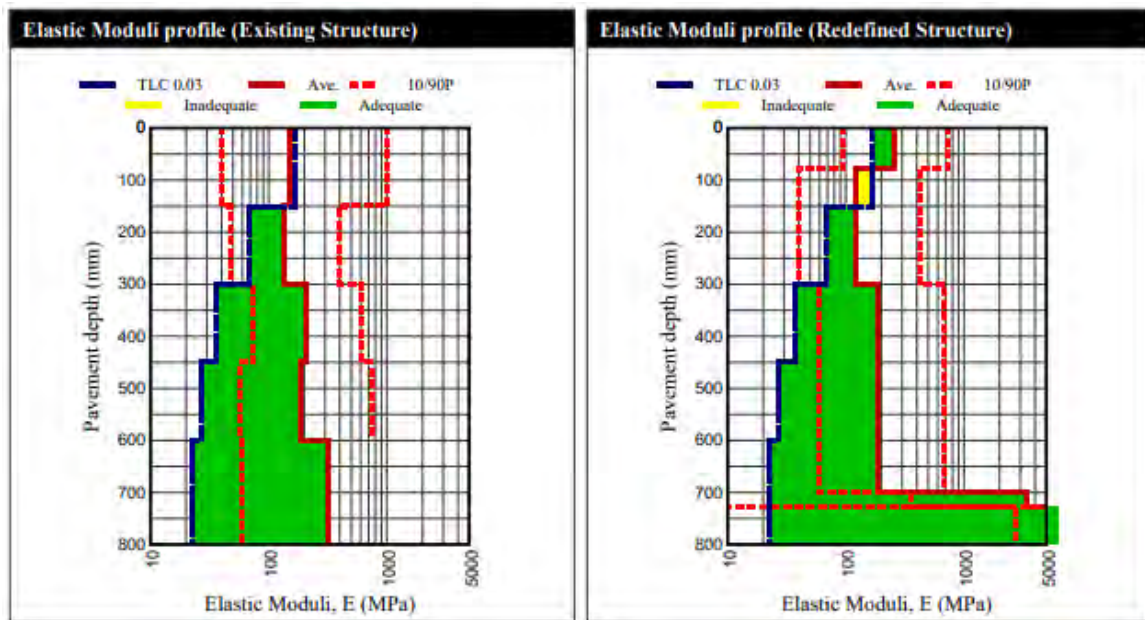 Elastic Moduli profile (Existing Structure)
TLC 0.03 Ave. 10/90P
Inadequate Adequate
0
100
200
300
400
500
600
700
800
Pavement depth (mm)
10 100 1000 5000
Elastic Moduli, E (MPa)
Elastic Moduli profile (Redefined Structure)
TLC 0.03 Ave. 10/90P
Inadequate Adequate
0
100
200
300
400
500
600
700
800
Pavement depth (mm)
10 100 1000 5000
Elastic Moduli, E (MPa)